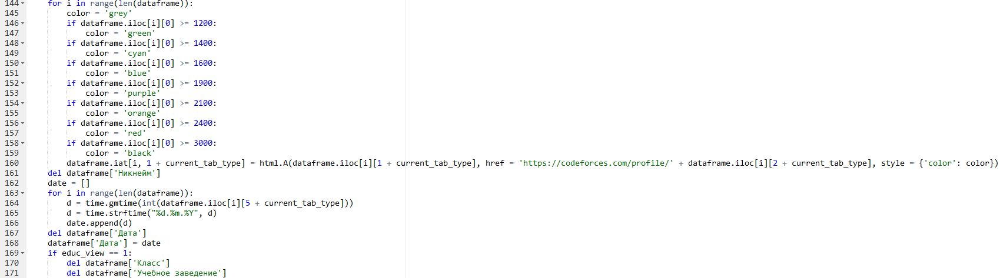 144 for i in range(len(dataframe)):
145 color = 'grey'
146 if dataframe.iloc[i][0] >= 1200:
147 color = 'green'
148 if dataframe.iloc[i][0] >= 1400:
149 color = 'cyan'
150 if dataframe.iloc[i][0] >= 1600:
151 color = 'blue'
152 if dataframe.iloc[i][0] >= 1900:
153 color = 'purple'
154 if dataframe.iloc[i][0] >= 2100:
155 color = 'orange'
156 if dataframe.iloc[i][0] >= 2400:
157 color = 'red'
158 if dataframe.iloc[i][0] >= 3000:
159 color = 'black'
160 dataframe.iat[i, 1 + current_tab_type] = html.A(dataframe.iloc[i][1 + current_tab_type], href = 'https://codeforces.com/profile/' + dataframe.iloc[i][2 + current_tab_type], style = {'color': color})
161 del dataframe['Никнейм']
162 date = []
163 for i in range(len(dataframe)):
164 d = time.gmtime(int(dataframe.iloc[i][5 + current_tab_type]))
165 d = time.strftime("%d.%m.%Y", d)
166 date.append(d)
167 del dataframe['Дата']
168 dataframe['Дата'] = date
169 if educ_view == 1:
170 del dataframe['Класс']
171 del dataframe['Учебное заведение']